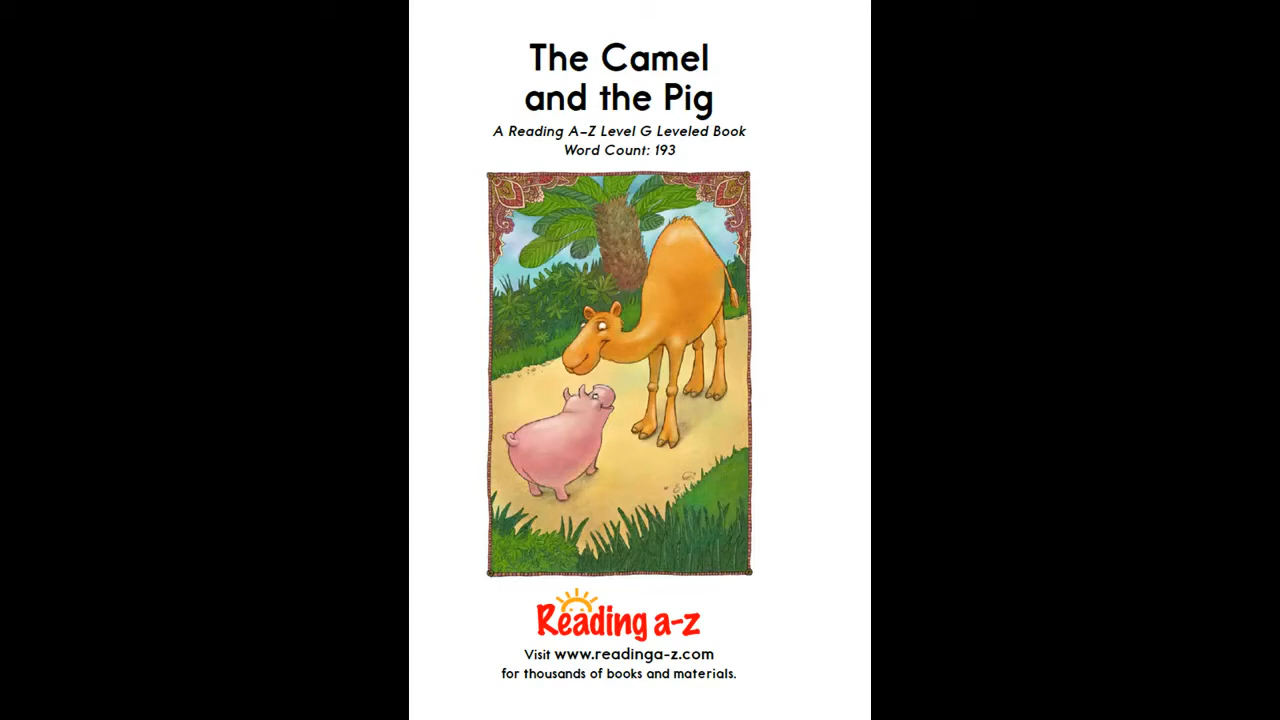 The Camel
and the Pig
A Reading A–Z Level G Leveled Book
Word Count: 193
Reading a-z
Visit www.readinga-z.com
for thousands of books and materials.